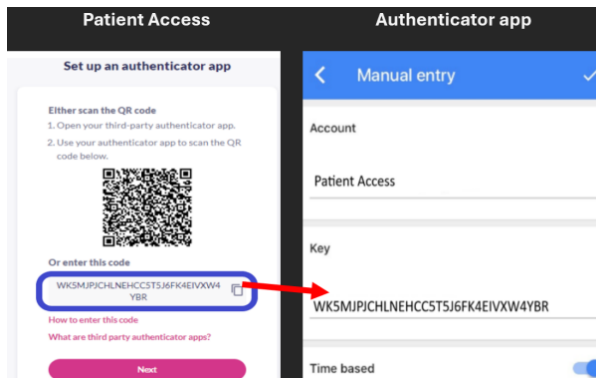 Patient Access
Set up an authenticator app
Either scan the QR code
1. Open your third-party authenticator app.
2. Use your authenticator app to scan the QR
code below.
Or enter this code
WK5MJPJCHLNEHCC5T5J6FK4EIVXW4
YBR
How to enter this code
What are third party authenticator apps?
Next
Authenticator app
Manual entry
Account
Patient Access
Key
WK5MJPJCHLNEHCC5T5J6FK4EIVXW4YBR
Time based